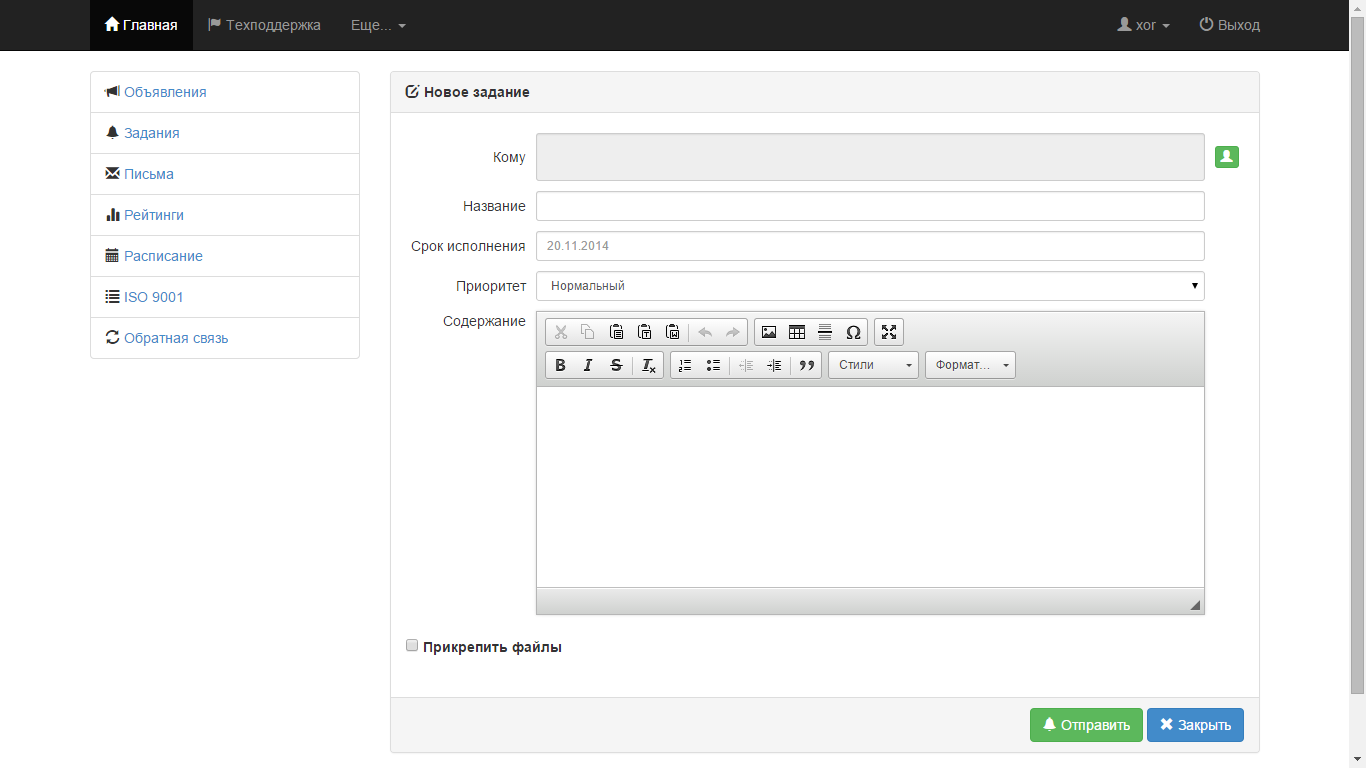 Главная Техподдержка Еще... xor Выход
Объявления
Задания
Письма
Рейтинги
Расписание
ISO 9001
Обратная связь
Новое задание
Кому
Название
Срок исполнения 20.11.2014
Приоритет Нормальный
Содержание
Стили Формат...
Прикрепить файлы
Отправить Закрыть